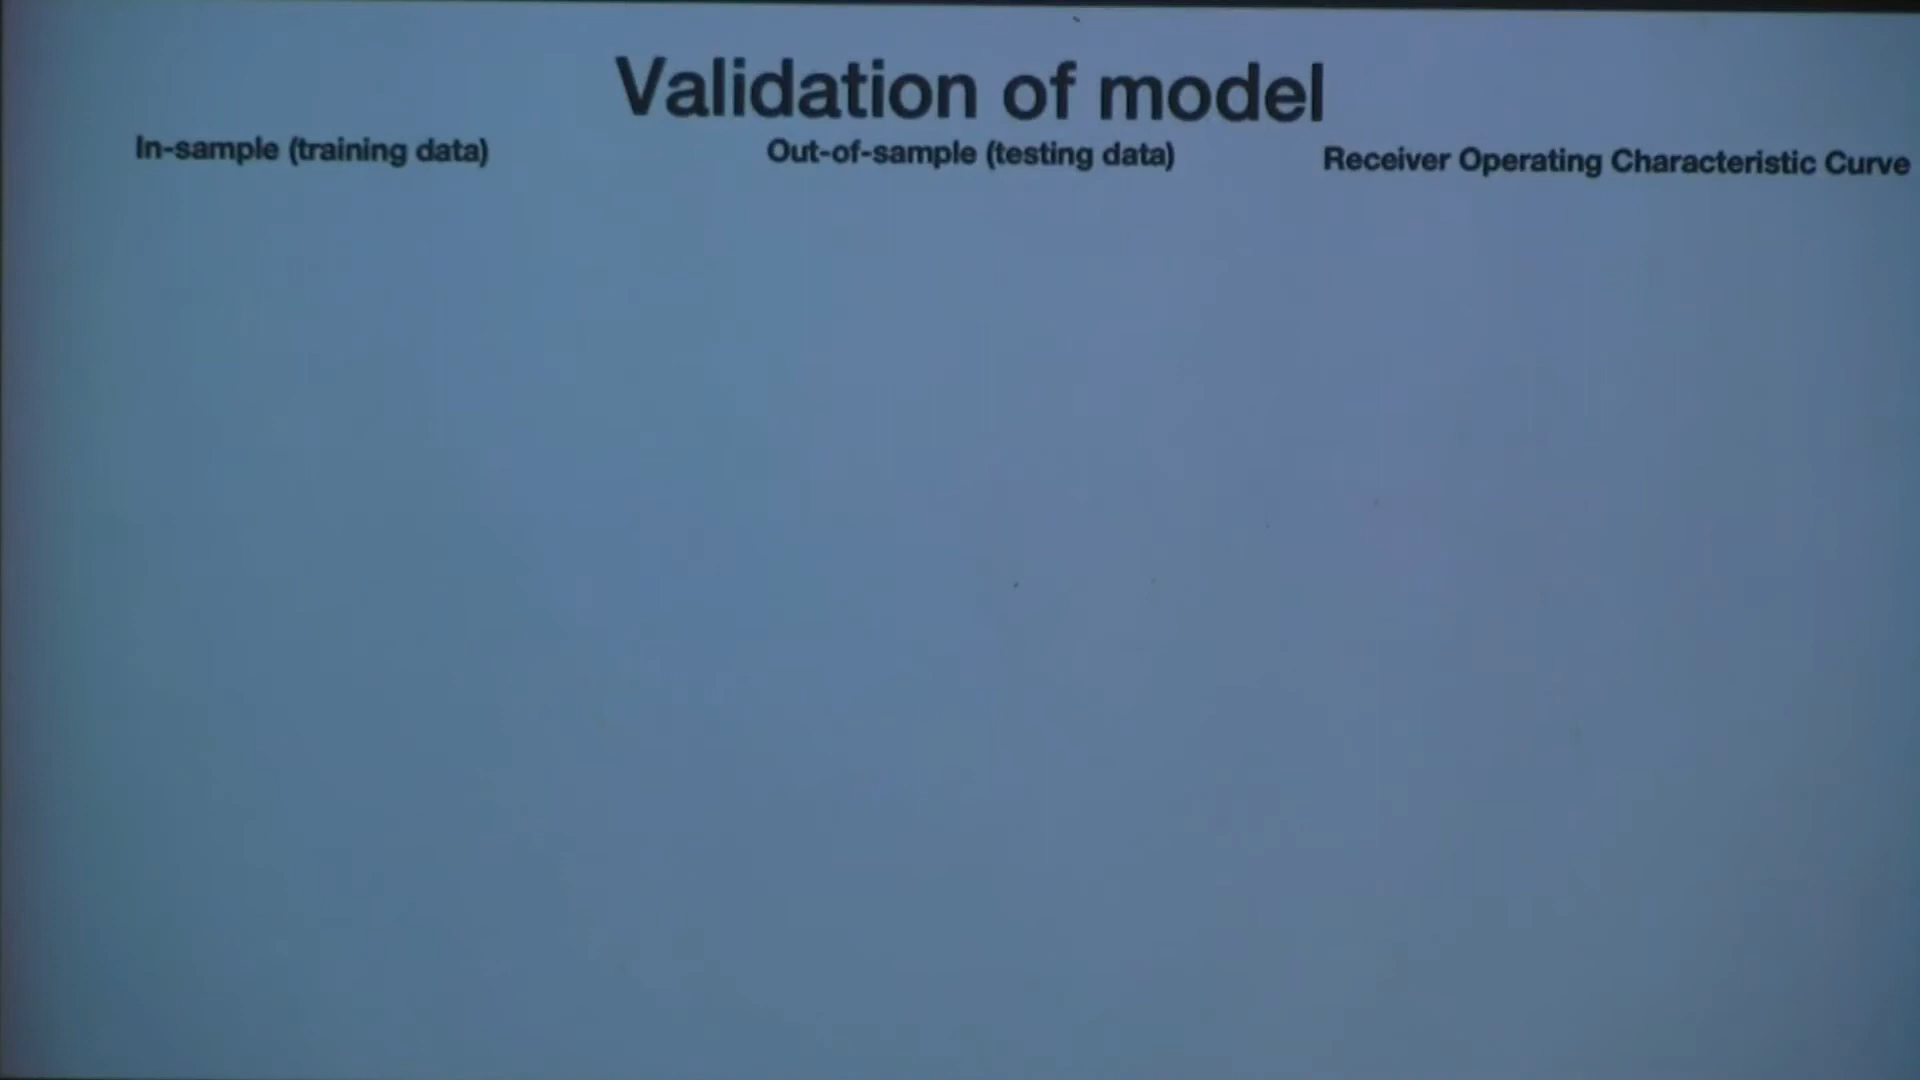 Validation of model
In-sample (training data)
Out-of-sample (testing data)
Receiver Operating Characteristic Curve